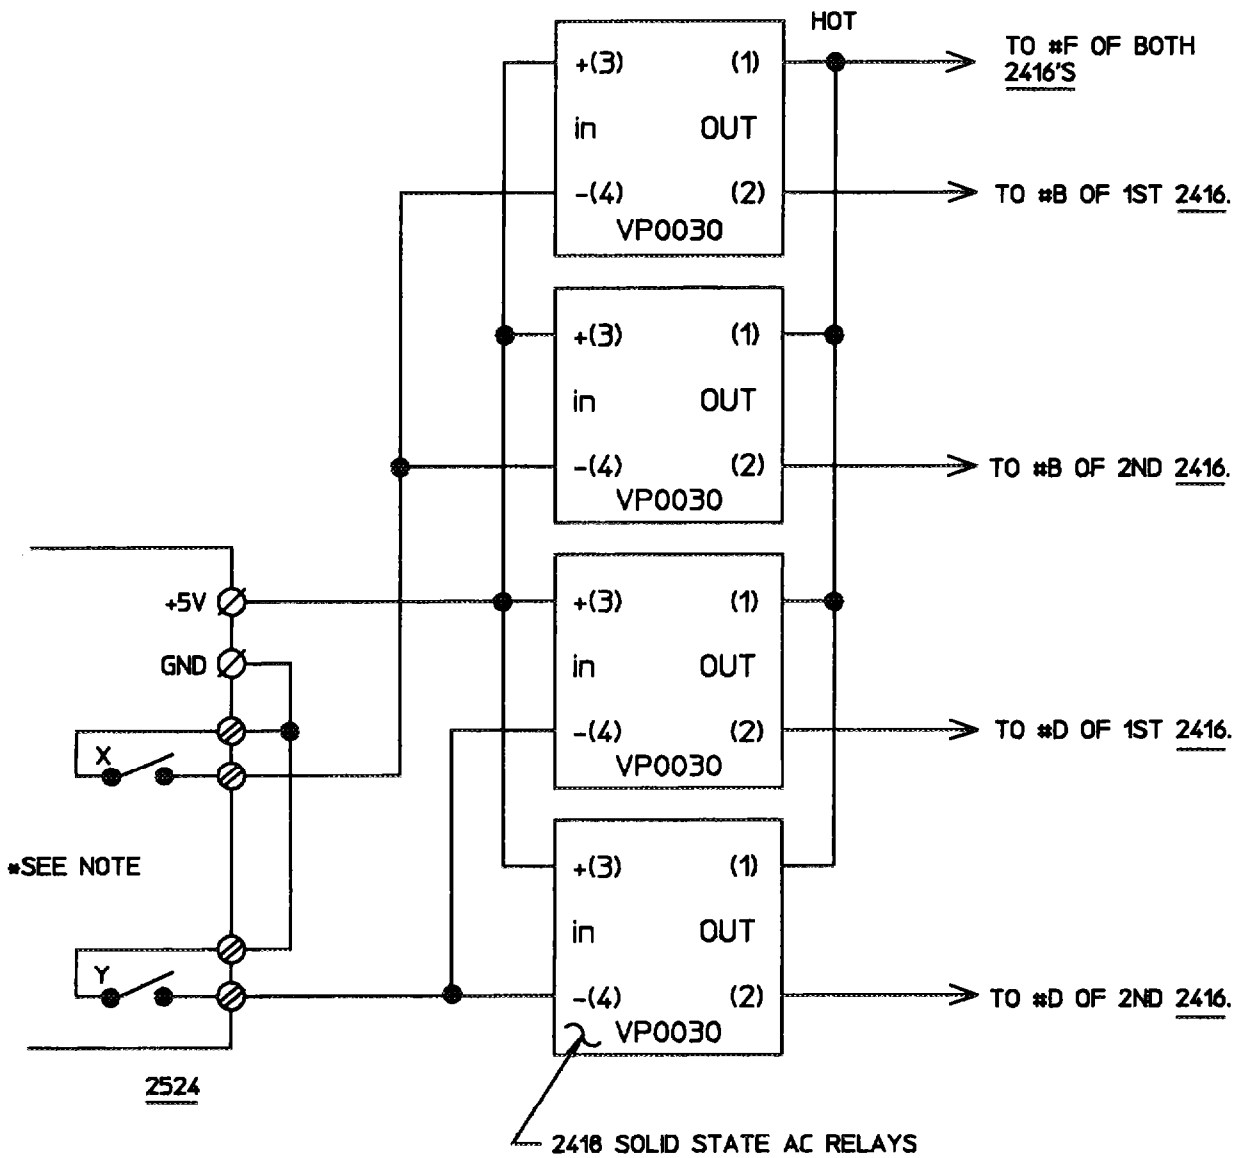 HOT
+(3) (1)
TO #F OF BOTH
2416'S
in OUT
-(4) (2)
TO #B OF 1ST 2416.
VP0030
+(3) (1)
in OUT
-(4) (2)
TO #B OF 2ND 2416.
VP0030
+5V
+(3) (1)
GND
in OUT
-(4) (2)
TO #D OF 1ST 2416.
X
VP0030
*SEE NOTE
+(3) (1)
in OUT
Y
-(4) (2)
TO #D OF 2ND 2416.
VP0030
2524
2418 SOLID STATE AC RELAYS